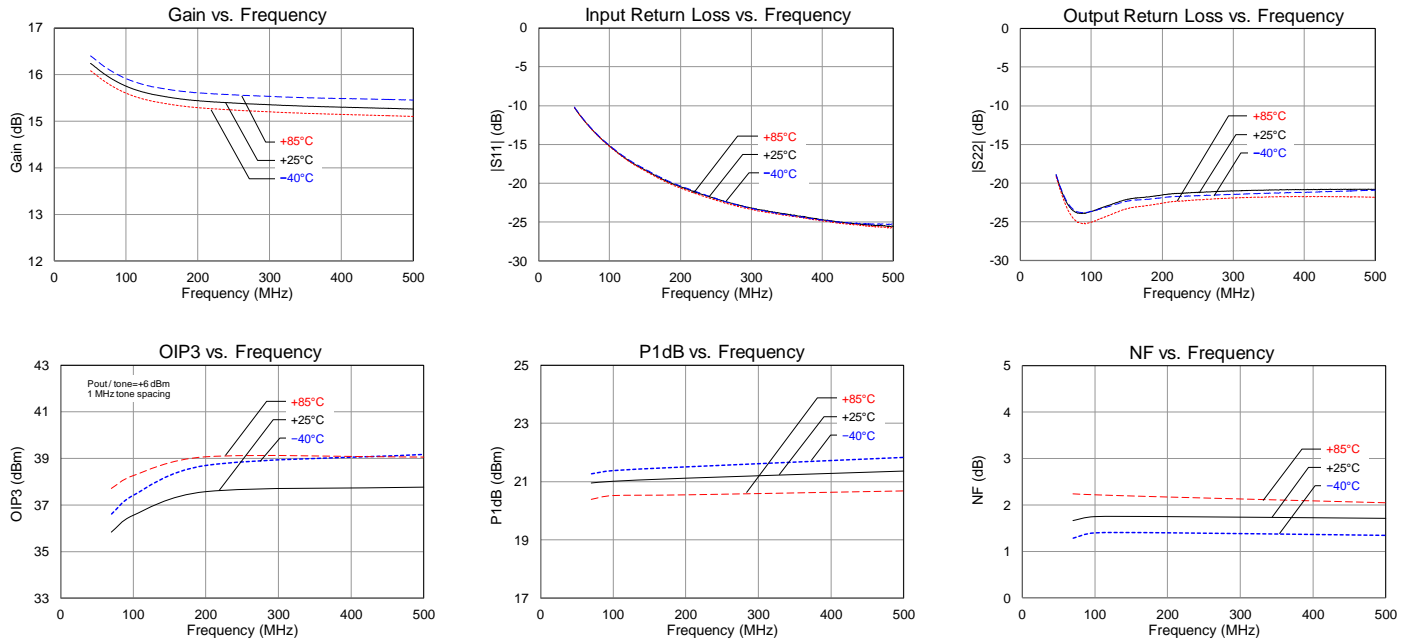 Gain vs. Frequency
17
16
15
14
13
12
Gain (dB)
+85°C
+25°C
−40°C
0
100
200
300
400
500
Frequency (MHz)
Input Return Loss vs. Frequency
0
-5
-10
-15
-20
-25
-30
|S11| (dB)
+85°C
+25°C
−40°C
0
100
200
300
400
500
Frequency (MHz)
Output Return Loss vs. Frequency
0
-5
-10
-15
-20
-25
-30
|S22| (dB)
+85°C
+25°C
−40°C
0
100
200
300
400
500
Frequency (MHz)
OIP3 vs. Frequency
43
41
39
37
35
33
OIP3 (dBm)
Pout / tone=+6 dBm
1 MHz tone spacing
+85°C
+25°C
−40°C
0
100
200
300
400
500
Frequency (MHz)
P1dB vs. Frequency
25
23
21
19
17
P1dB (dBm)
+85°C
+25°C
−40°C
0
100
200
300
400
500
Frequency (MHz)
NF vs. Frequency
5
4
3
2
1
0
NF (dB)
+85°C
+25°C
−40°C
0
100
200
300
400
500
Frequency (MHz)